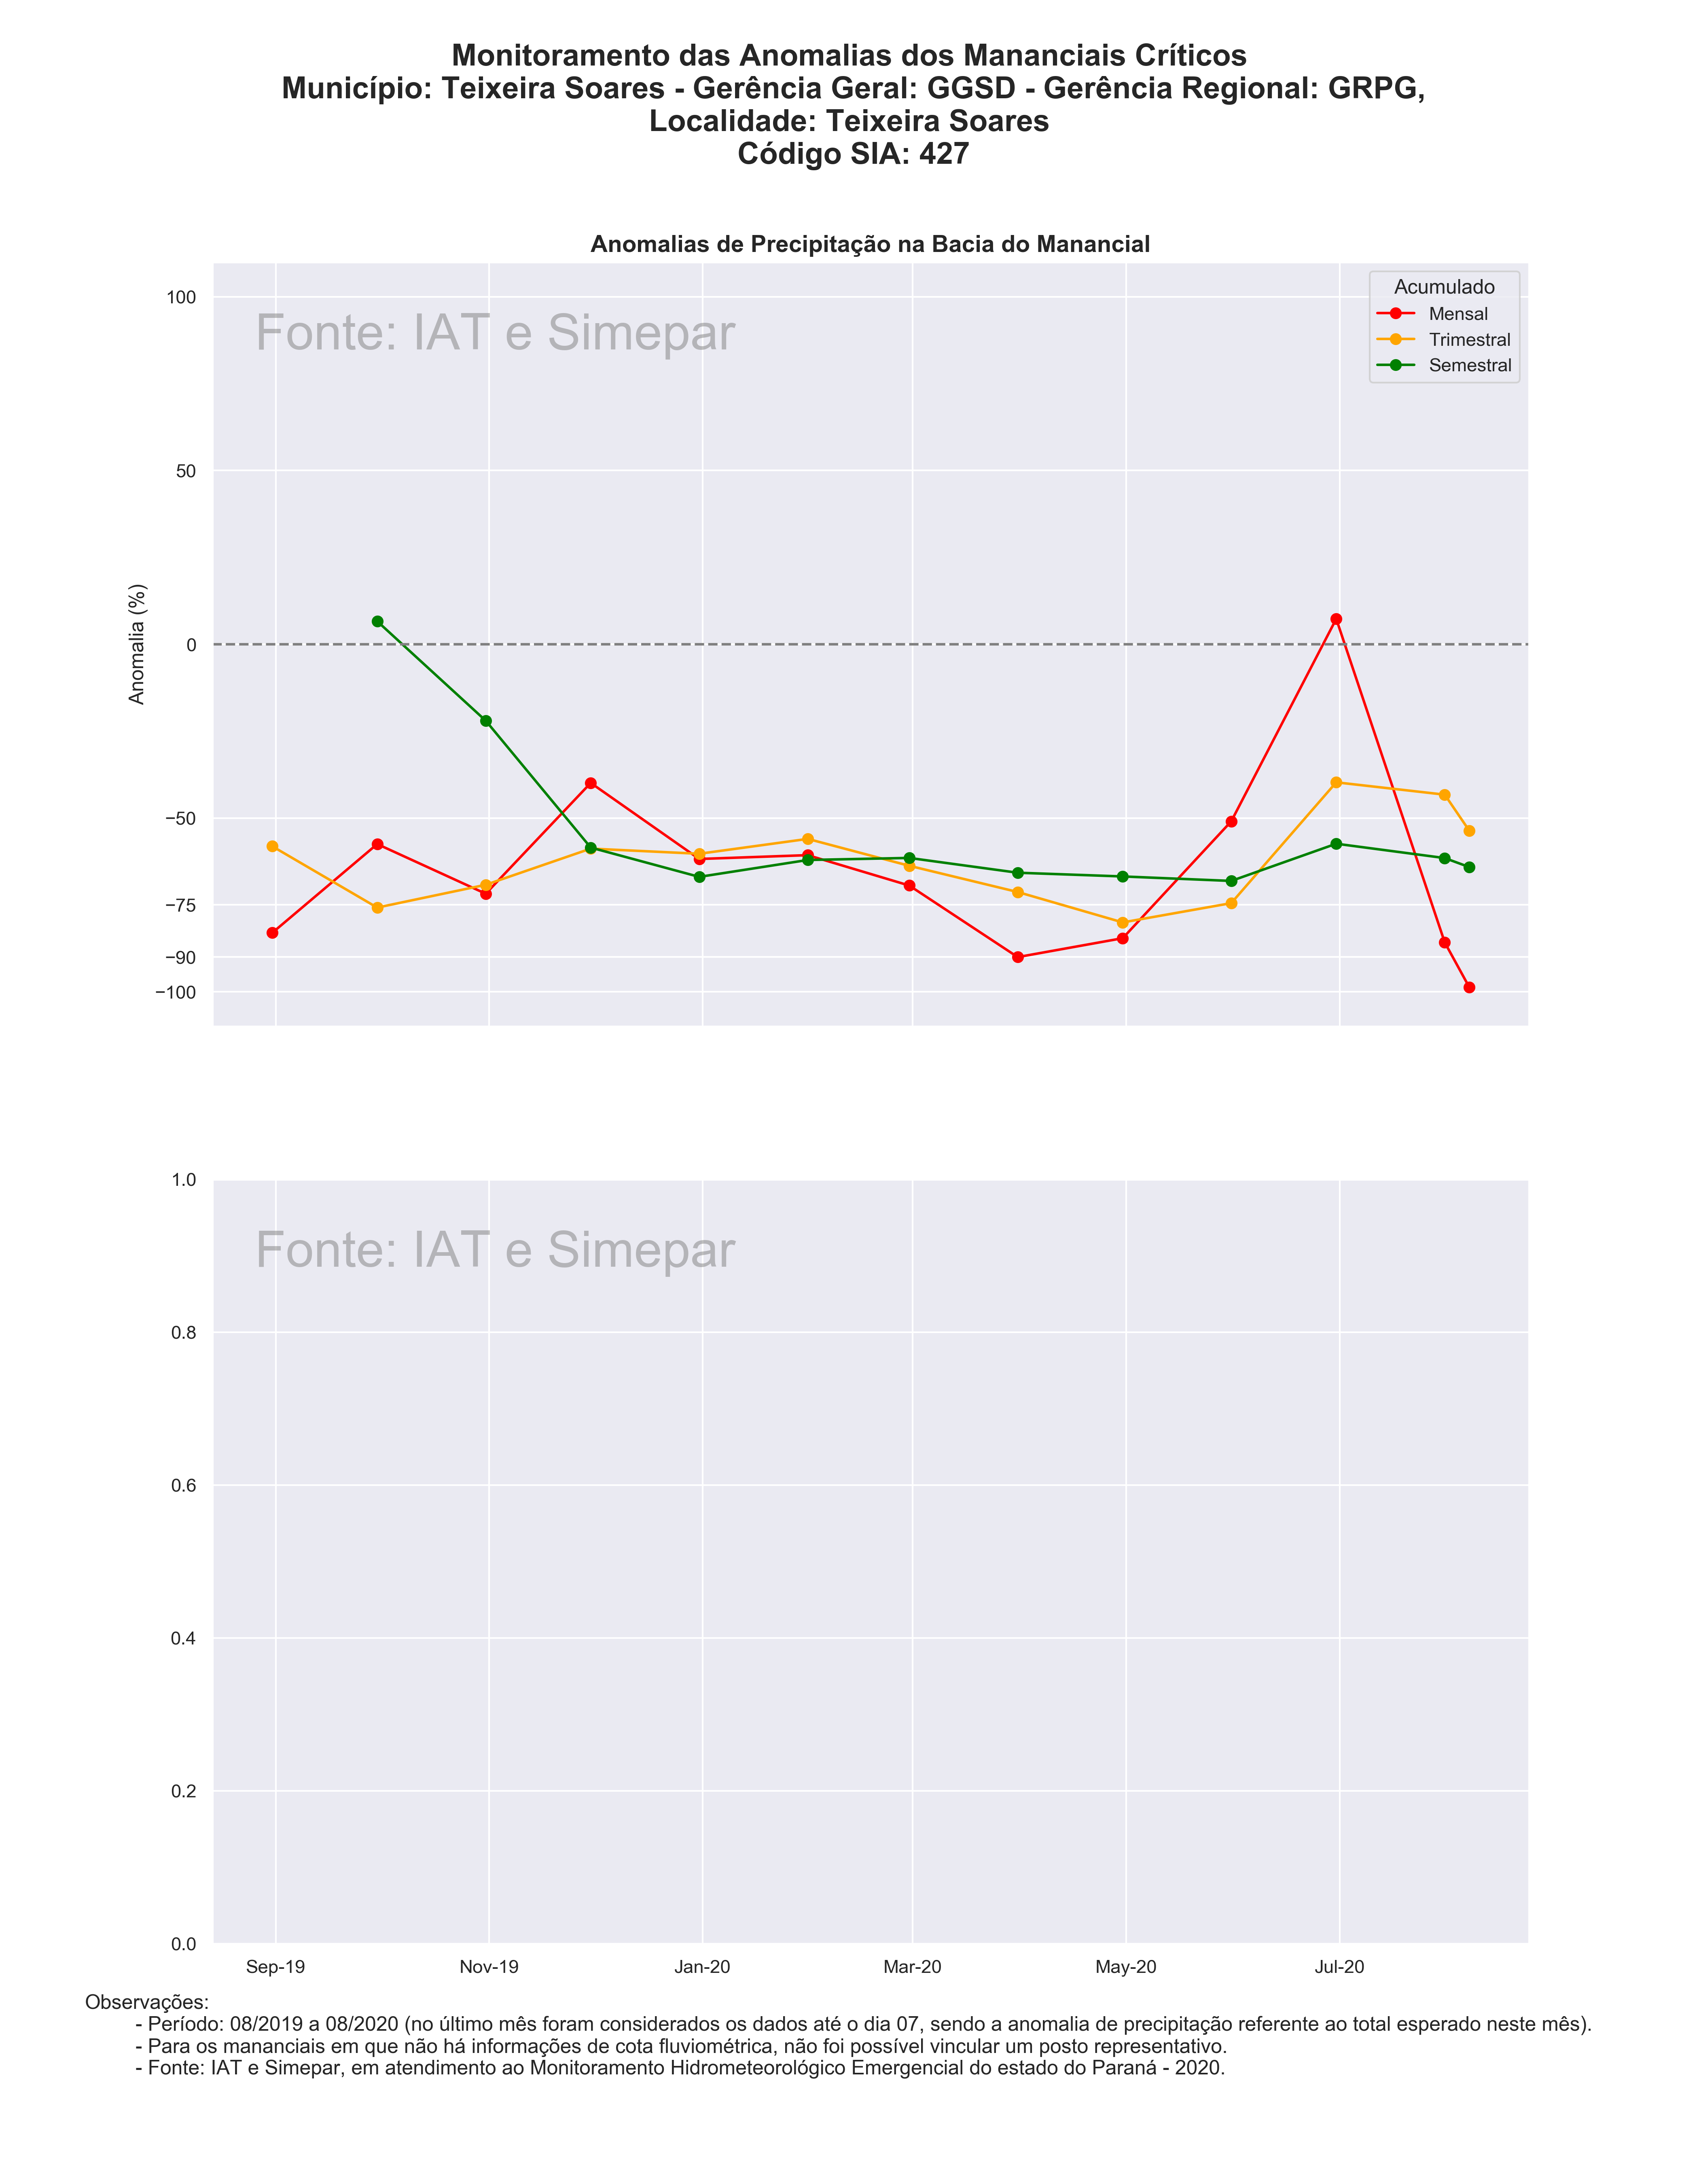 Monitoramento das Anomalias dos Mananciais Críticos
Município: Teixeira Soares - Gerência Geral: GGSD - Gerência Regional: GRPG,
Localidade: Teixeira Soares
Código SIA: 427
Anomalias de Precipitação na Bacia do Manancial
Fonte: IAT e Simepar
Acumulado
Mensal
Trimestral
Semestral
Anomalia (%)
100
50
0
−50
−75
−90
−100
Fonte: IAT e Simepar
1.0
0.8
0.6
0.4
0.2
0.0
Sep-19 Nov-19 Jan-20 Mar-20 May-20 Jul-20
Observações:
- Período: 08/2019 a 08/2020 (no último mês foram considerados os dados até o dia 07, sendo a anomalia de precipitação referente ao total esperado neste mês).
- Para os mananciais em que não há informações de cota fluviométrica, não foi possível vincular um posto representativo.
- Fonte: IAT e Simepar, em atendimento ao Monitoramento Hidrometeorológico Emergencial do estado do Paraná - 2020.